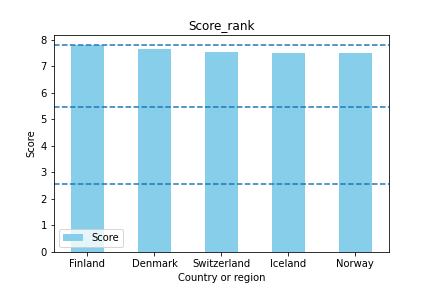 Score_rank
8
7
6
5
4
3
2
1
0
Score
Score
Finland Denmark Switzerland Iceland Norway
Country or region